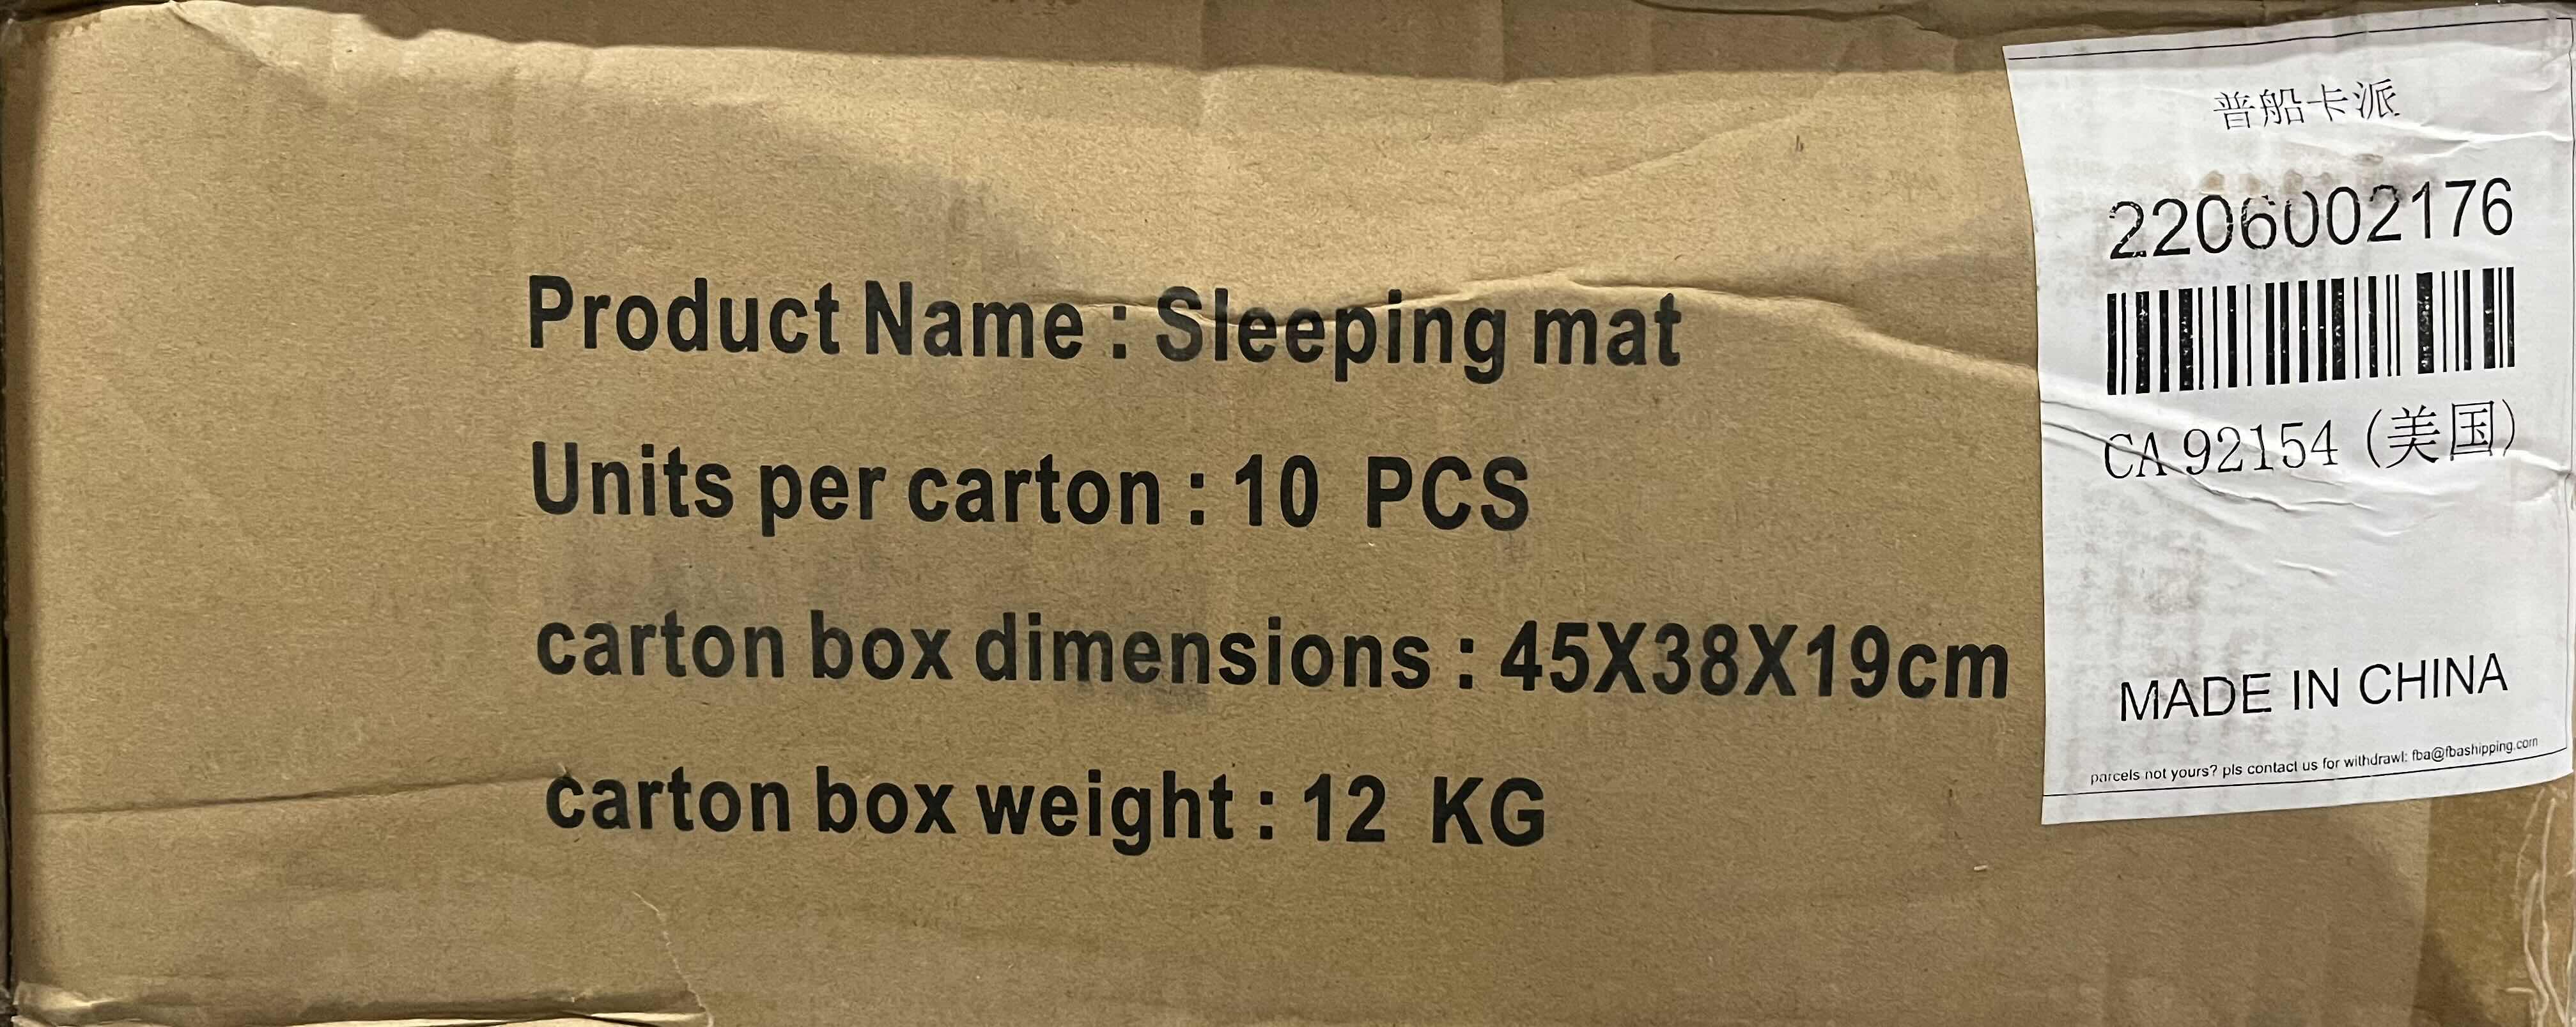 Product Name : Sleeping mat
Units per carton : 10 PCS
carton box dimensions : 45X38X19cm
carton box weight : 12 KG
普船卡派
2206002176
CA 92154 (美国)
MADE IN CHINA
parcels not yours? pls contact us for withdrawl: fba@fbashipping.com